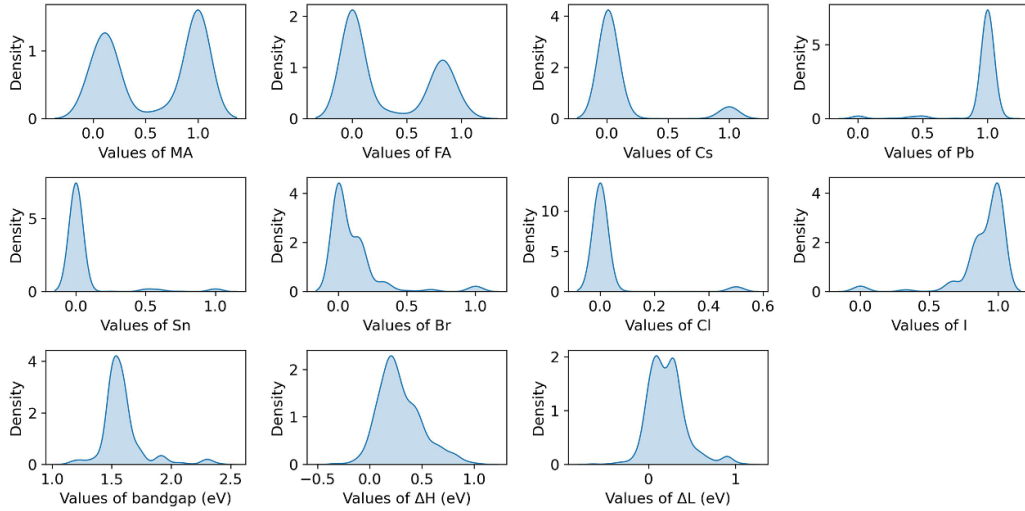 Density
1
0
0.0 0.5 1.0
Values of MA
Density
2
1
0
0.0 0.5 1.0
Values of FA
Density
4
2
0
0.0 0.5 1.0
Values of Cs
Density
5
0
0.0 0.5 1.0
Values of Pb
Density
5
0
0.0 0.5 1.0
Values of Sn
Density
4
2
0
0.0 0.5 1.0
Values of Br
Density
10
5
0
0.0 0.2 0.4 0.6
Values of Cl
Density
4
2
0
0.0 0.5 1.0
Values of I
Density
4
2
0
1.0 1.5 2.0 2.5
Values of bandgap (eV)
Density
2
1
0
−0.5 0.0 0.5 1.0
Values of ΔH (eV)
Density
2
1
0
0 1
Values of ΔL (eV)